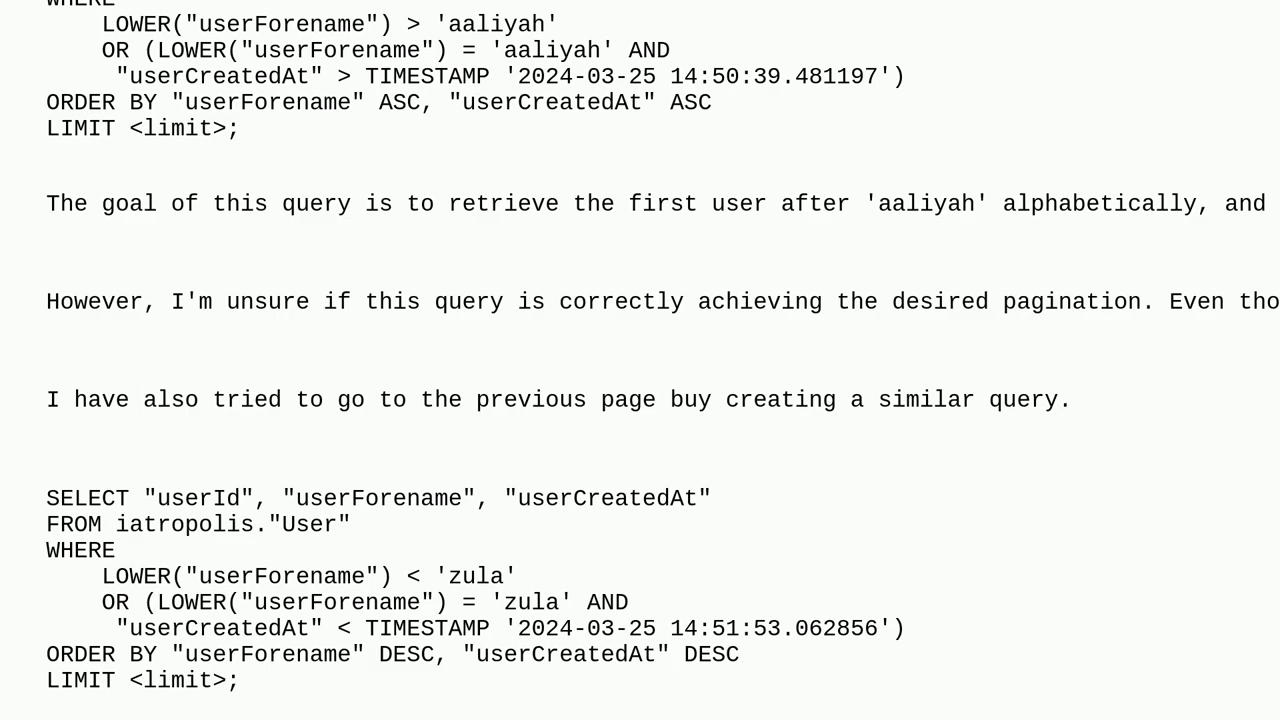 WHERE
LOWER("userForename") > 'aaliyah'
OR (LOWER("userForename") = 'aaliyah' AND
"userCreatedAt" > TIMESTAMP '2024-03-25 14:50:39.481197')
ORDER BY "userForename" ASC, "userCreatedAt" ASC
LIMIT <limit>;
The goal of this query is to retrieve the first user after 'aaliyah' alphabetically, and
However, I'm unsure if this query is correctly achieving the desired pagination. Even tho
I have also tried to go to the previous page buy creating a similar query.
SELECT "userId", "userForename", "userCreatedAt"
FROM iatropolis."User"
WHERE
LOWER("userForename") < 'zula'
OR (LOWER("userForename") = 'zula' AND
"userCreatedAt" < TIMESTAMP '2024-03-25 14:51:53.062856')
ORDER BY "userForename" DESC, "userCreatedAt" DESC
LIMIT <limit>;